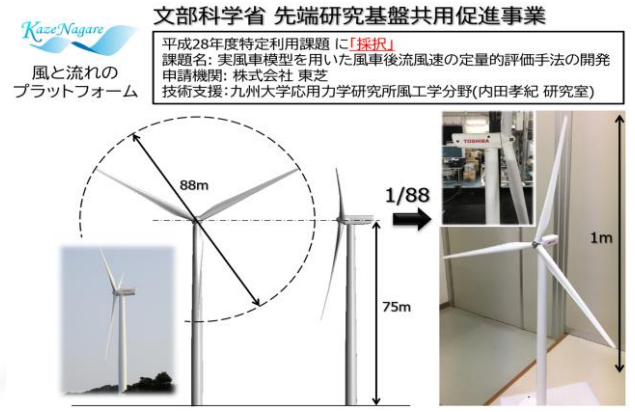 文部科学省 先端研究基盤共用促進事業
KazeNagare
風と流れの
プラットフォーム
平成28年度特定利用課題 に「採択」
課題名: 実風車模型を用いた風車後流風速の定量的評価手法の開発
申請機関: 株式会社 東芝
技術支援: 九州大学応用力学研究所風工学分野(内田孝紀 研究室)
88m
1/88
75m
TOSHIBA
1m